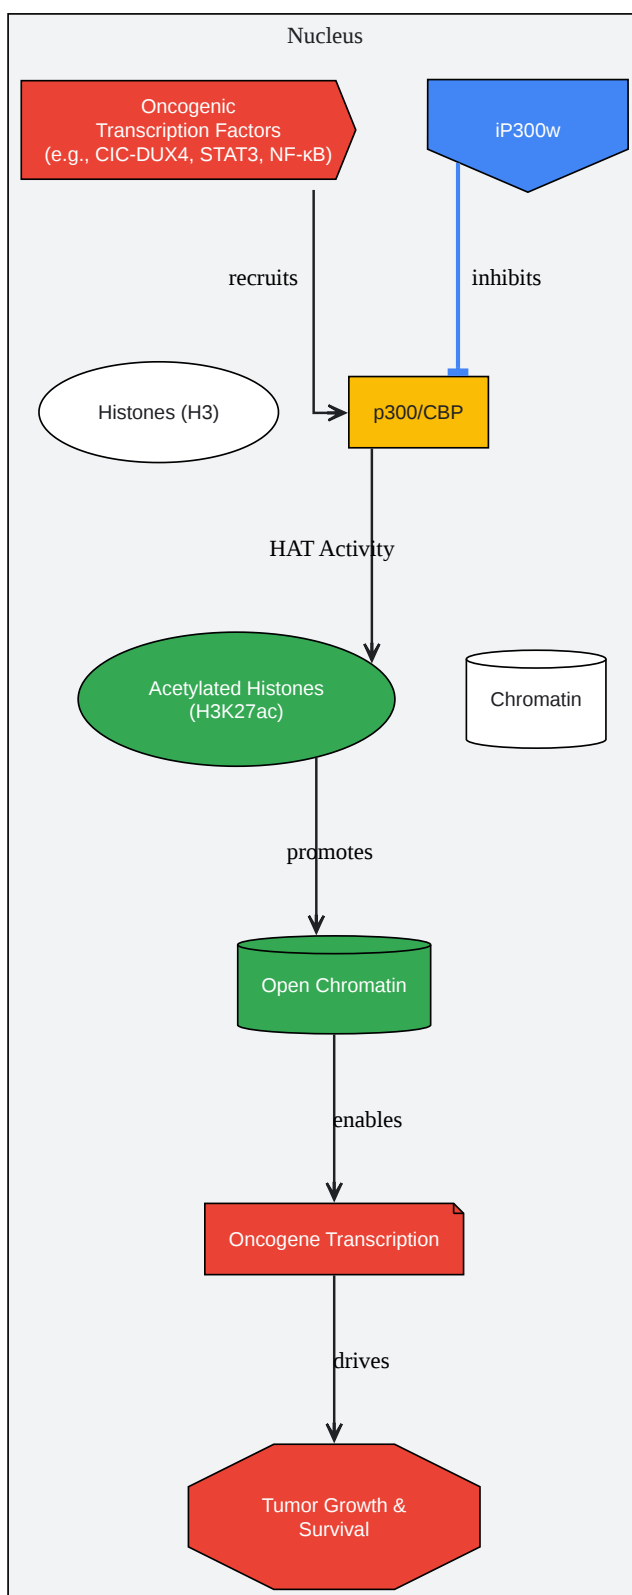 Nucleus
Oncogenic
Transcription Factors
(e.g., CIC-DUX4, STAT3, NF-κB)
iP300w
recruits
inhibits
Histones (H3)
p300/CBP
HAT Activity
Acetylated Histones
(H3K27ac)
Chromatin
promotes
Open Chromatin
enables
Oncogene Transcription
drives
Tumor Growth &
Survival